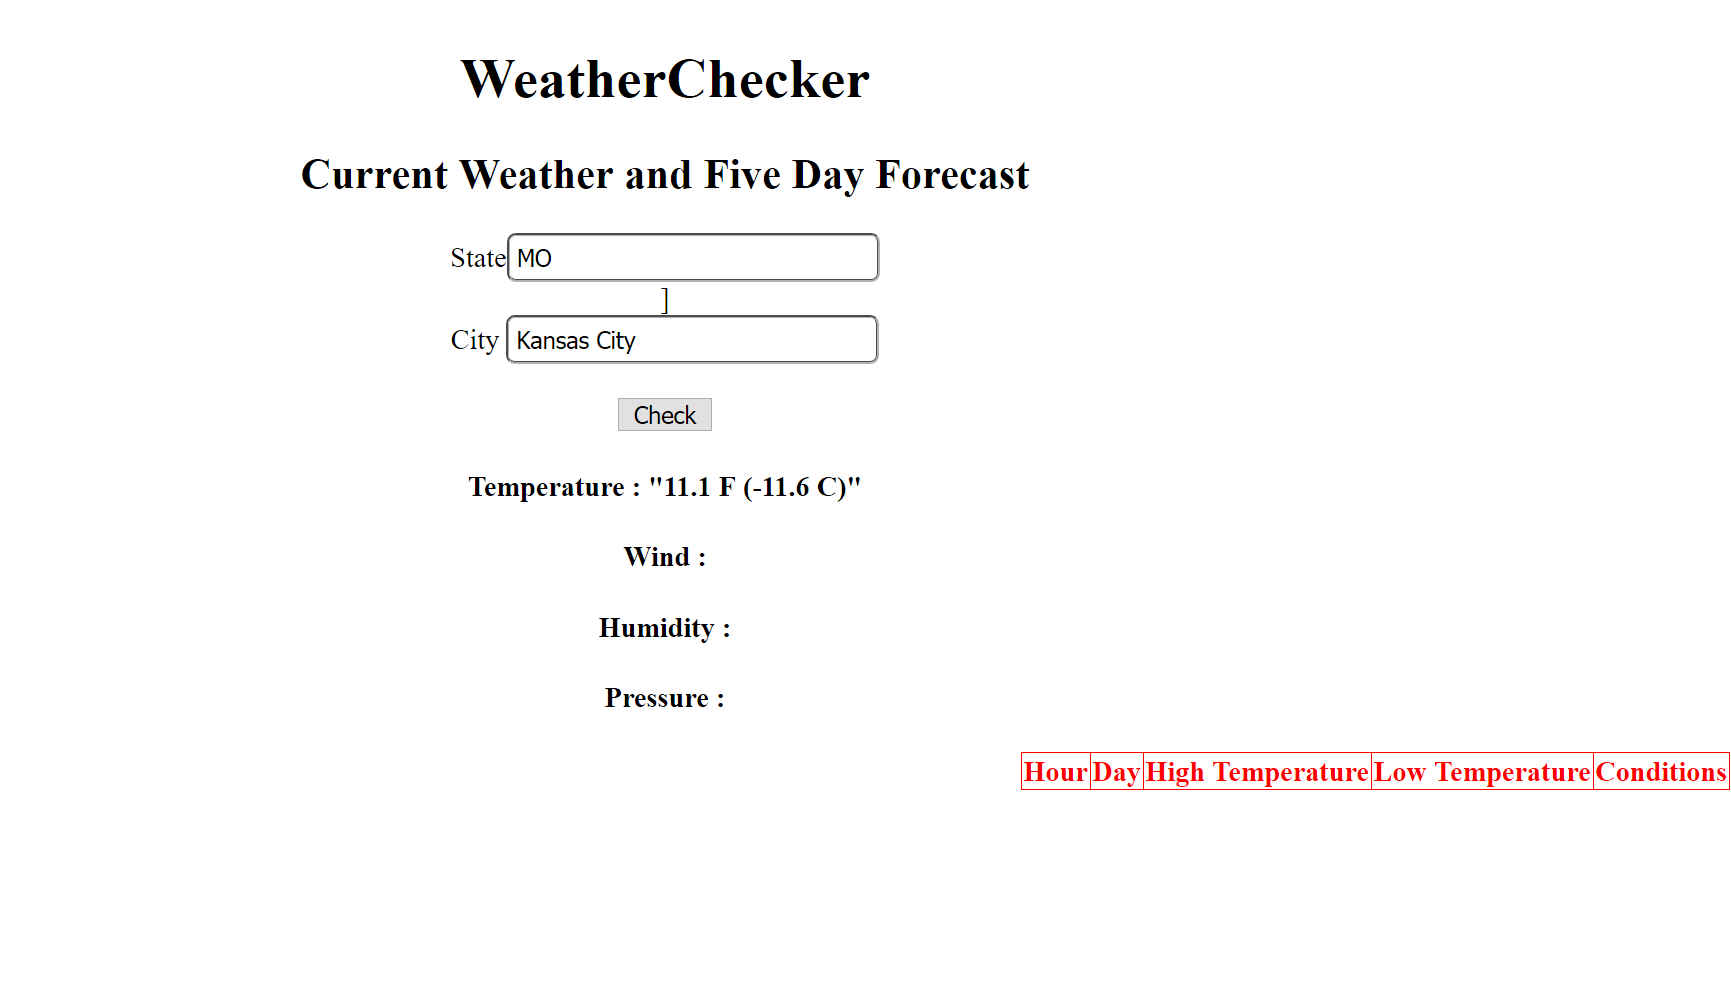 WeatherChecker
Current Weather and Five Day Forecast
State MO
]
City Kansas City
Check
Temperature : "11.1 F (-11.6 C)"
Wind :
Humidity :
Pressure :
Hour Day High Temperature Low Temperature Conditions